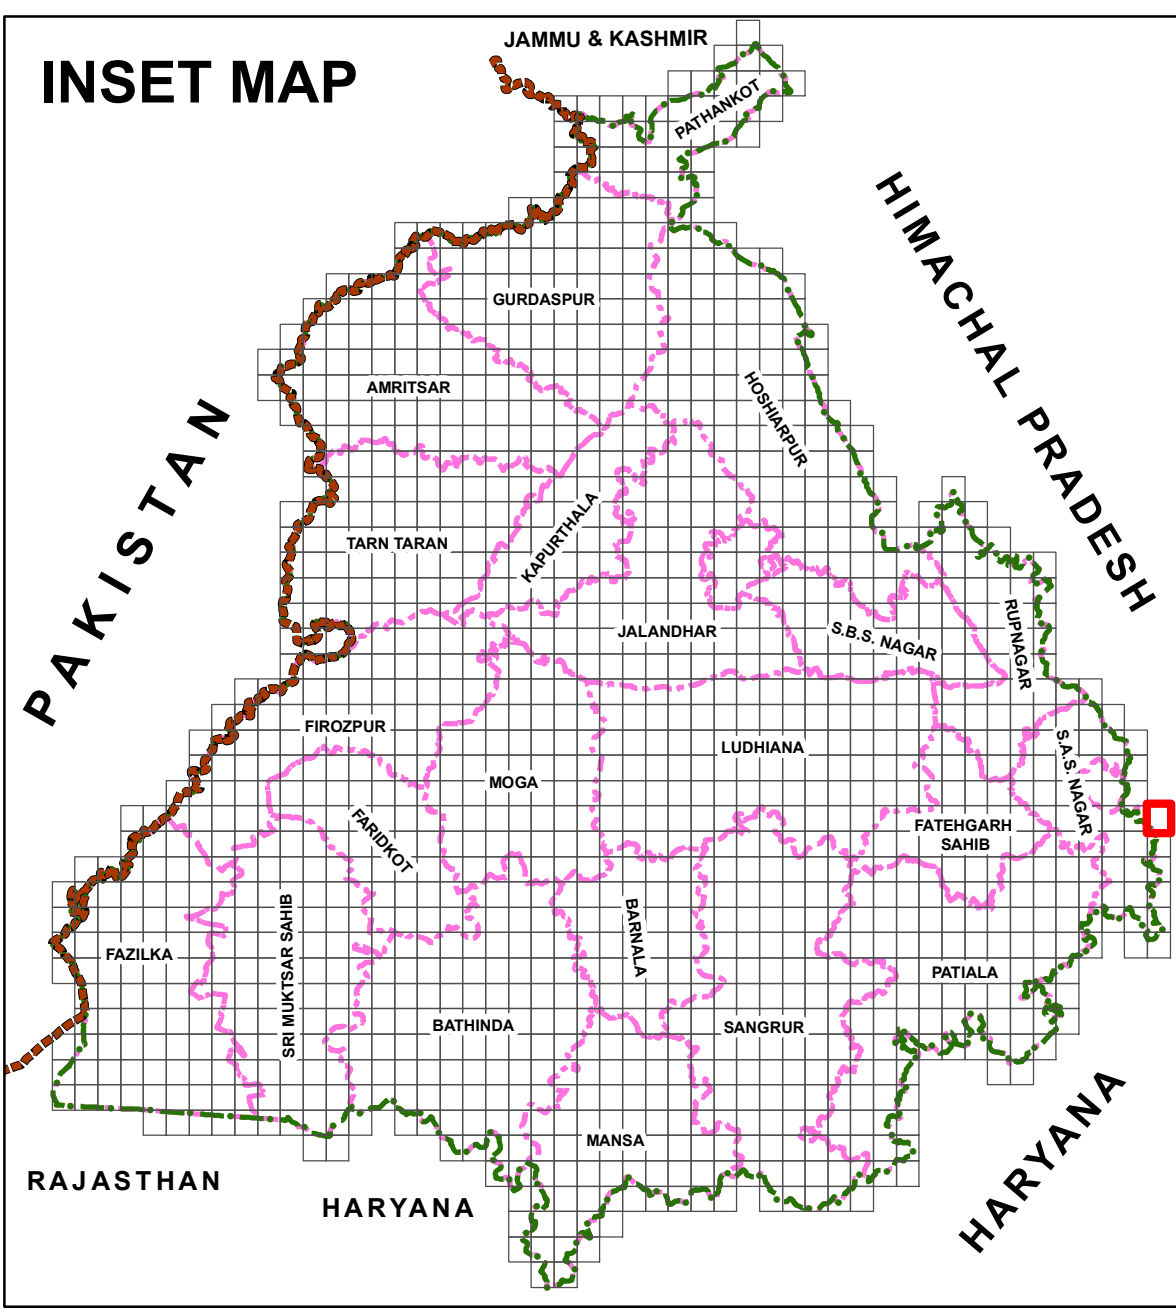 JAMMU & KASHMIR
INSET MAP
PATHANKOT
HIMACHAL PRADESH
GURDASPUR
AMRITSAR
HOSHIARPUR
PAKISTAN
KAPURTHALA
TARN TARAN
JALANDHAR
S.B.S. NAGAR
RUPNAGAR
FIROZPUR
LUDHIANA
S.A.S. NAGAR
MOGA
FARIDKOT
FATEHGARH
SAHIB
BARNALA
SRI MUKTSAR SAHIB
FAZILKA
PATIALA
BATHINDA
SANGRUR
MANSA
HARYANA
RAJASTHAN
HARYANA